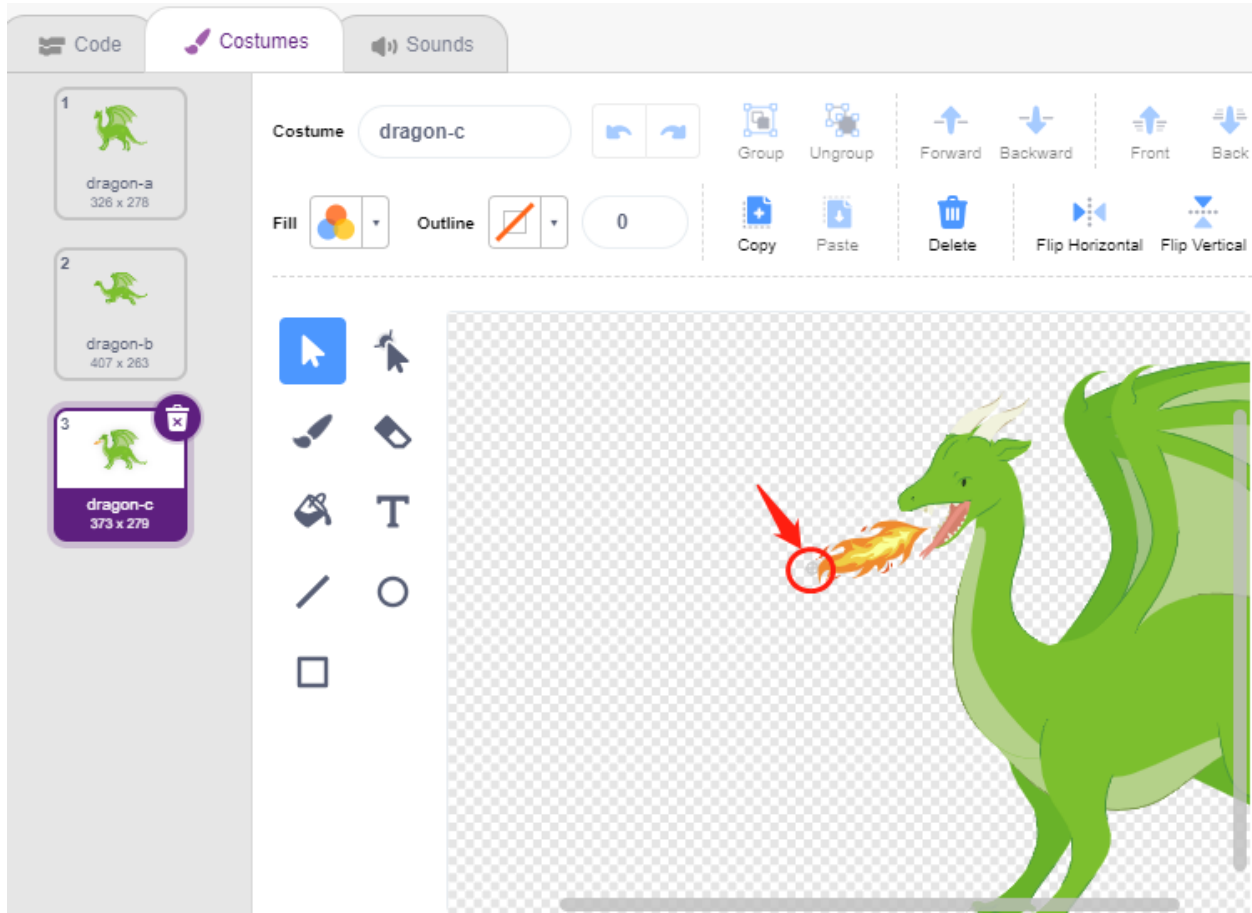 Code
Costumes
Sounds
1
dragon-a
326 x 278
2
dragon-b
407 x 263
3
dragon-c
373 x 279
Costume
dragon-c
Group
Ungroup
Forward
Backward
Front
Back
Fill
Outline
0
Copy
Paste
Delete
Flip Horizontal
Flip Vertical
T